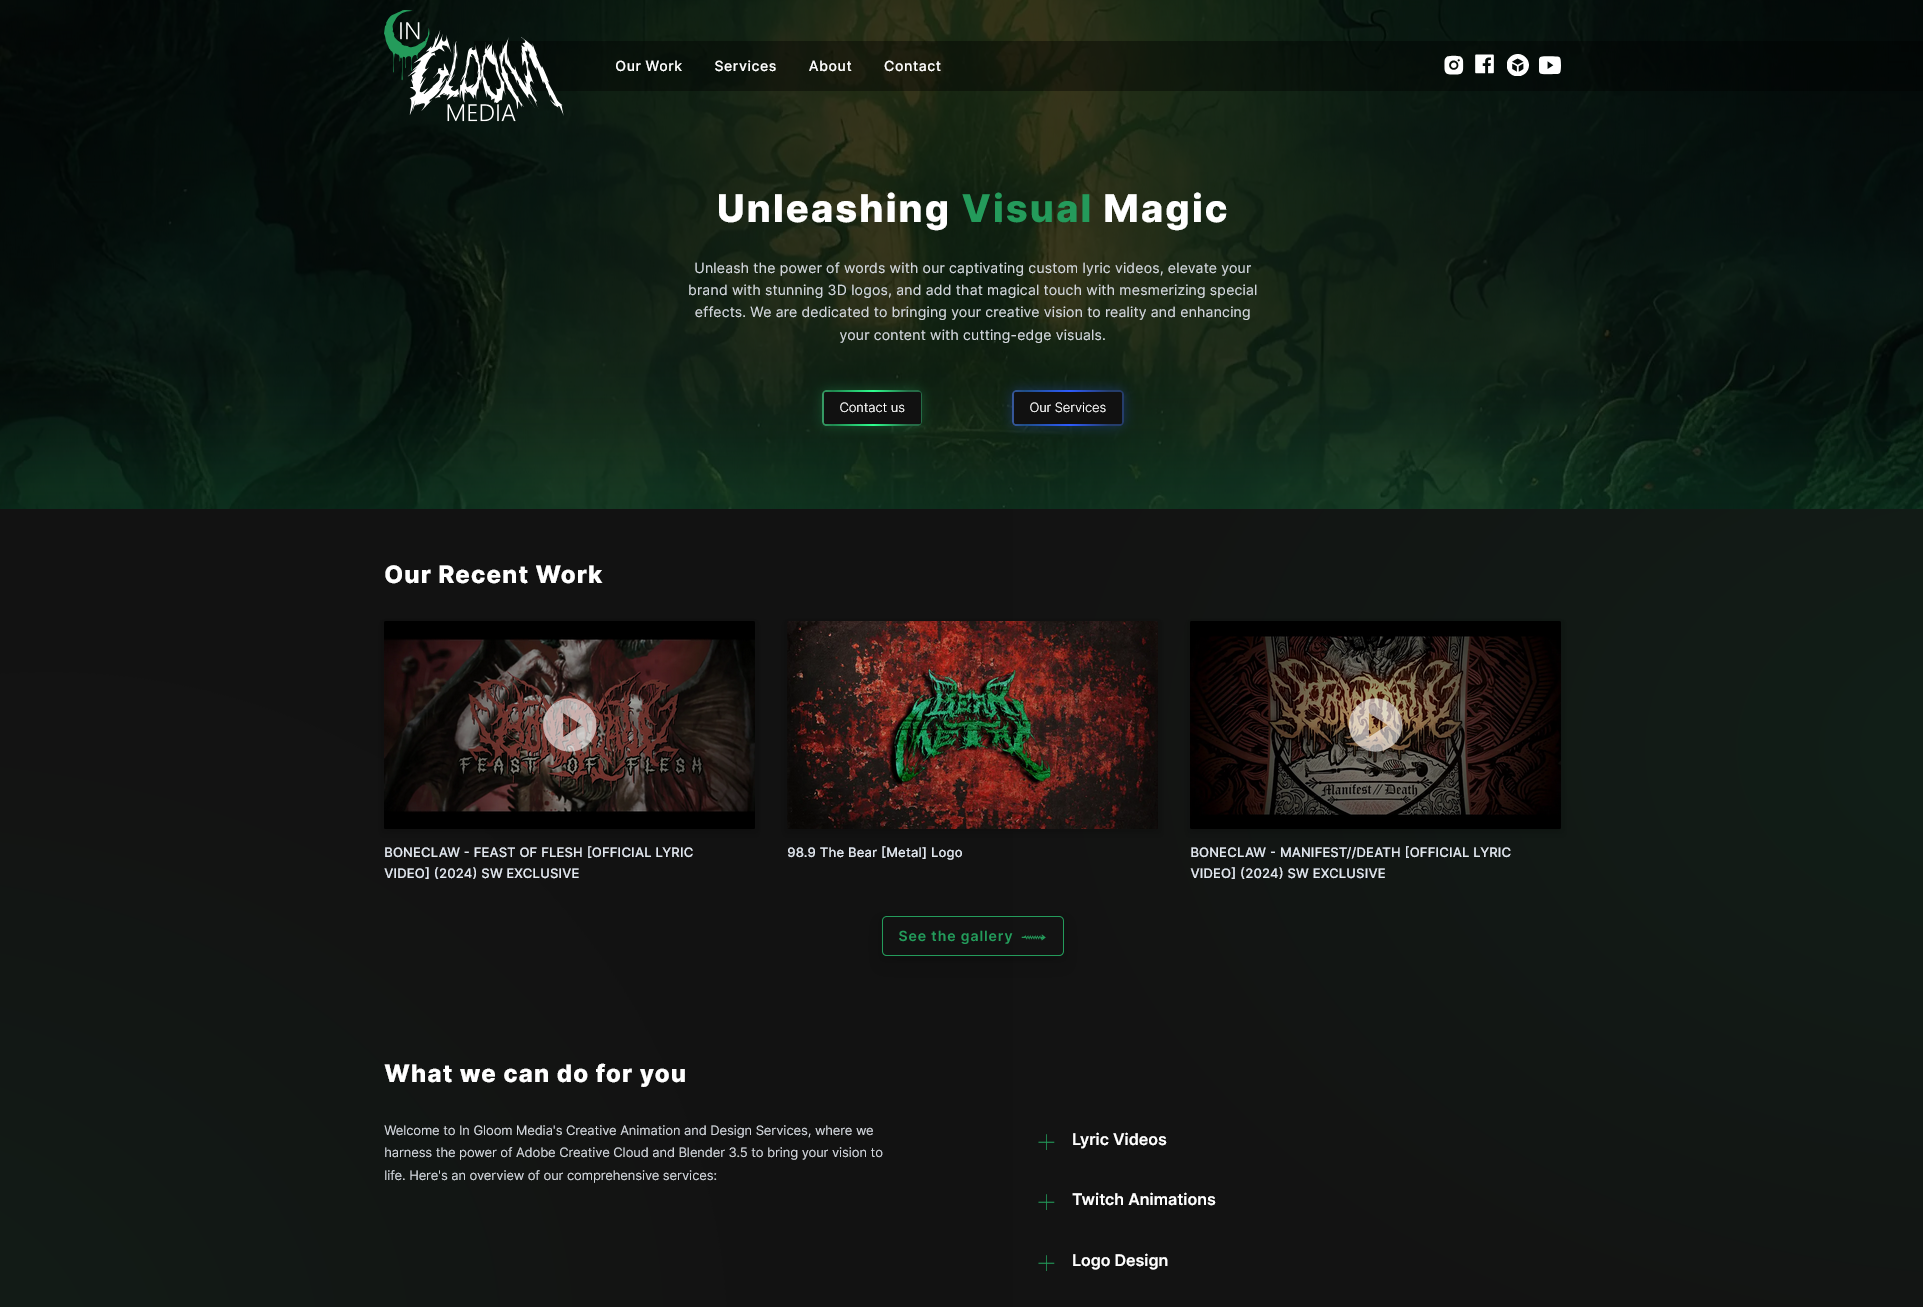 IN
GLOOM
MEDIA
Our Work
Services
About
Contact
Unleashing Visual Magic
Unleash the power of words with our captivating custom lyric videos, elevate your
brand with stunning 3D logos, and add that magical touch with mesmerizing special
effects. We are dedicated to bringing your creative vision to reality and enhancing
your content with cutting-edge visuals.
Contact us
Our Services
Our Recent Work
BONECLAW
FEAST OF FLESH
BEAR
METAL
BONECLAW
Manifest // Death
BONECLAW - FEAST OF FLESH [OFFICIAL LYRIC
VIDEO] (2024) SW EXCLUSIVE
98.9 The Bear [Metal] Logo
BONECLAW - MANIFEST//DEATH [OFFICIAL LYRIC
VIDEO] (2024) SW EXCLUSIVE
See the gallery
What we can do for you
Welcome to In Gloom Media's Creative Animation and Design Services, where we
harness the power of Adobe Creative Cloud and Blender 3.5 to bring your vision to
life. Here's an overview of our comprehensive services:
Lyric Videos
Twitch Animations
Logo Design